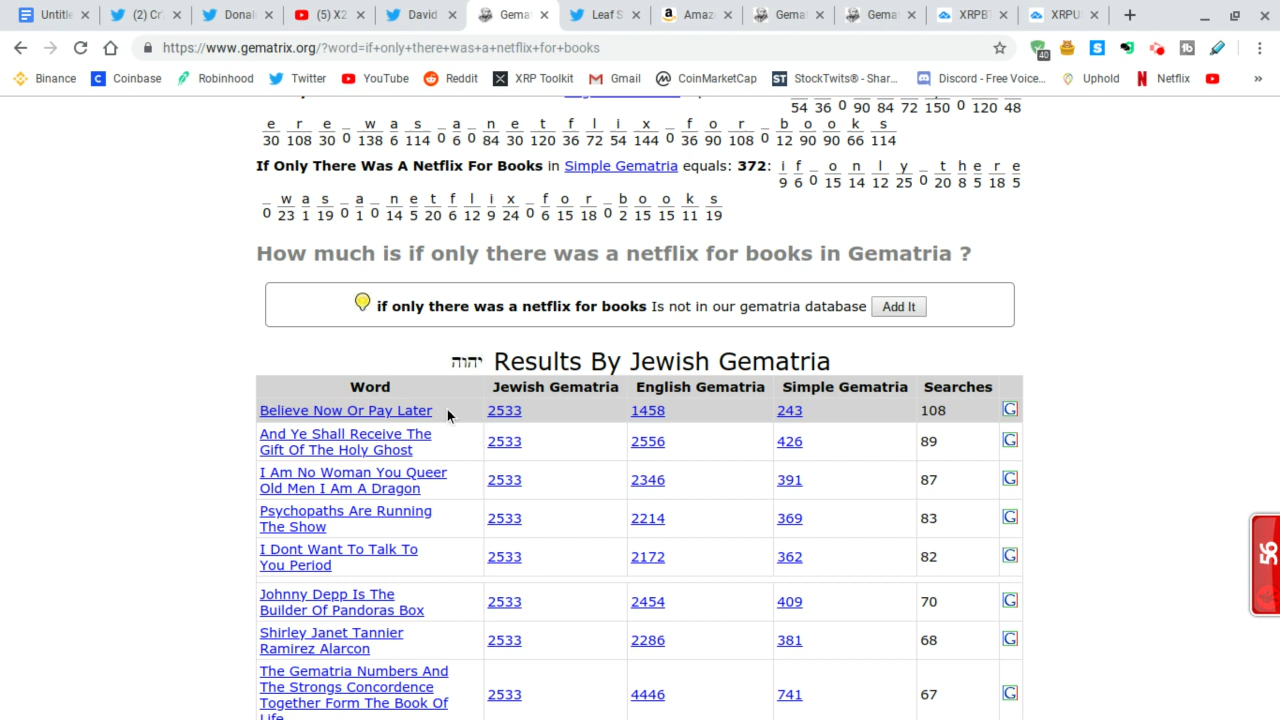 Untitle
(2) Cr
Donal
(5) X2
David
Gema
Leaf S
Amaz
Gema
Gema
XRPB
XRPU
https://www.gematrix.org/?word=if+only+there+was+a+netflix+for+books
40
Binance
Coinbase
Robinhood
Twitter
YouTube
Reddit
XRP Toolkit
Gmail
CoinMarketCap
StockTwits® - Shar...
Discord - Free Voice...
Uphold
Netflix
»
54 36 0 90 84 72 150 0 120 48
e r e - w a s - a - n e t f l i x - f o r - b o o k s
30 108 30 0 138 6 114 0 6 0 84 30 120 36 72 54 144 0 36 90 108 0 12 90 90 66 114
If Only There Was A Netflix For Books in Simple Gematria equals: 372: i f - o n l y - t h e r e
9 6 0 15 14 12 25 0 20 8 5 18 5
- w a s - a - n e t f l i x - f o r - b o o k s
0 23 1 19 0 1 0 14 5 20 6 12 9 24 0 6 15 18 0 2 15 15 11 19
How much is if only there was a netflix for books in Gematria ?
if only there was a netflix for books Is not in our gematria database Add It
יהוה Results By Jewish Gematria
Word Jewish Gematria English Gematria Simple Gematria Searches
Believe Now Or Pay Later 2533 1458 243 108 G
And Ye Shall Receive The
Gift Of The Holy Ghost 2533 2556 426 89 G
I Am No Woman You Queer
Old Men I Am A Dragon 2533 2346 391 87 G
Psychopaths Are Running
The Show 2533 2214 369 83 G
I Dont Want To Talk To
You Period 2533 2172 362 82 G
Johnny Depp Is The
Builder Of Pandoras Box 2533 2454 409 70 G
Shirley Janet Tannier
Ramirez Alarcon 2533 2286 381 68 G
The Gematria Numbers And
The Strongs Concordence
Together Form The Book Of
Life 2533 4446 741 67 G
56